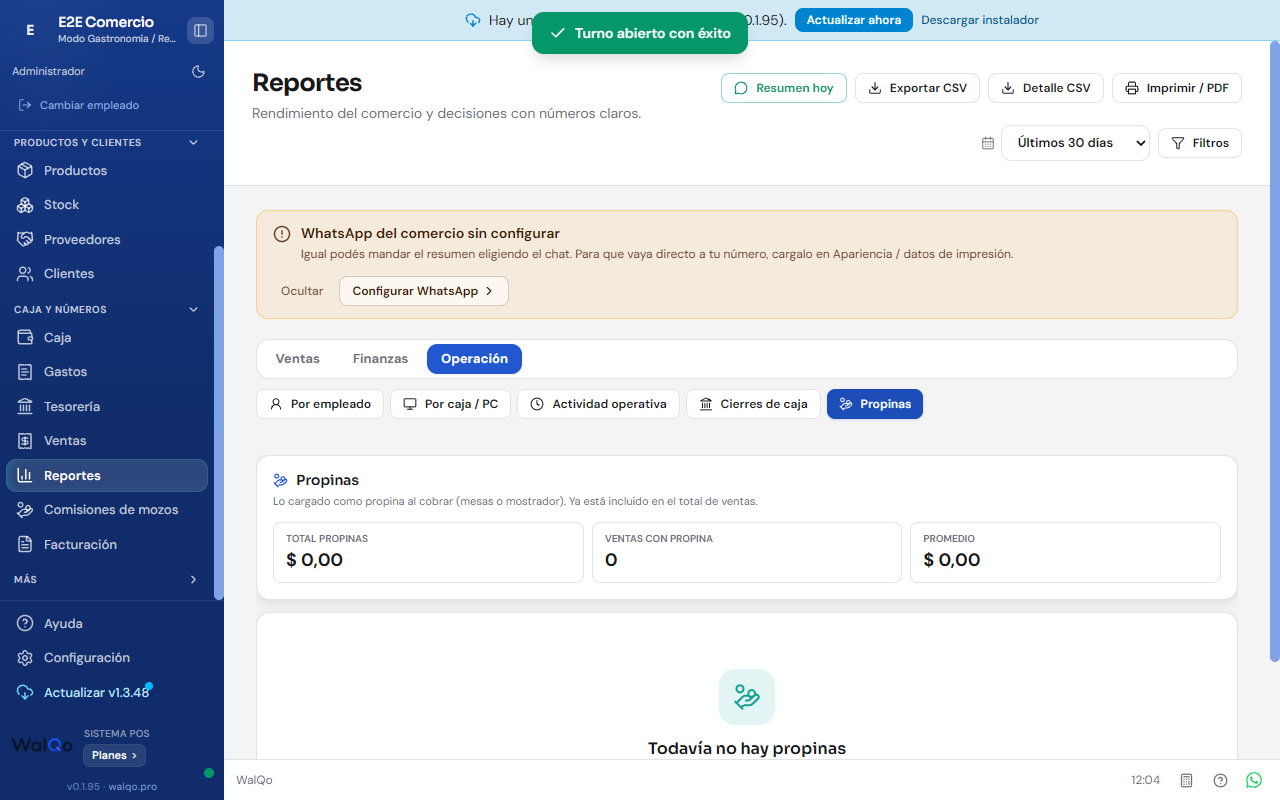 E
E2E Comercio
Modo Gastronomía / Re...
Administrador
Cambiar empleado
PRODUCTOS Y CLIENTES
Productos
Stock
Proveedores
Clientes
CAJA Y NÚMEROS
Caja
Gastos
Tesorería
Ventas
Reportes
Comisiones de mozos
Facturación
MÁS
Ayuda
Configuración
Actualizar v1.3.48
WalQo
SISTEMA POS
Planes
v0.1.95 · walqo.pro
Hay un 0.1.95). Actualizar ahora Descargar instalador
Turno abierto con éxito
Reportes
Rendimiento del comercio y decisiones con números claros.
Resumen hoy Exportar CSV Detalle CSV Imprimir / PDF
Últimos 30 días Filtros
WhatsApp del comercio sin configurar
Igual podés mandar el resumen eligiendo el chat. Para que vaya directo a tu número, cargalo en Apariencia / datos de impresión.
Ocultar Configurar WhatsApp
Ventas Finanzas Operación
Por empleado Por caja / PC Actividad operativa Cierres de caja Propinas
Propinas
Lo cargado como propina al cobrar (mesas o mostrador). Ya está incluido en el total de ventas.
TOTAL PROPINAS
$ 0,00
VENTAS CON PROPINA
0
PROMEDIO
$ 0,00
Todavía no hay propinas
WalQo
12:04